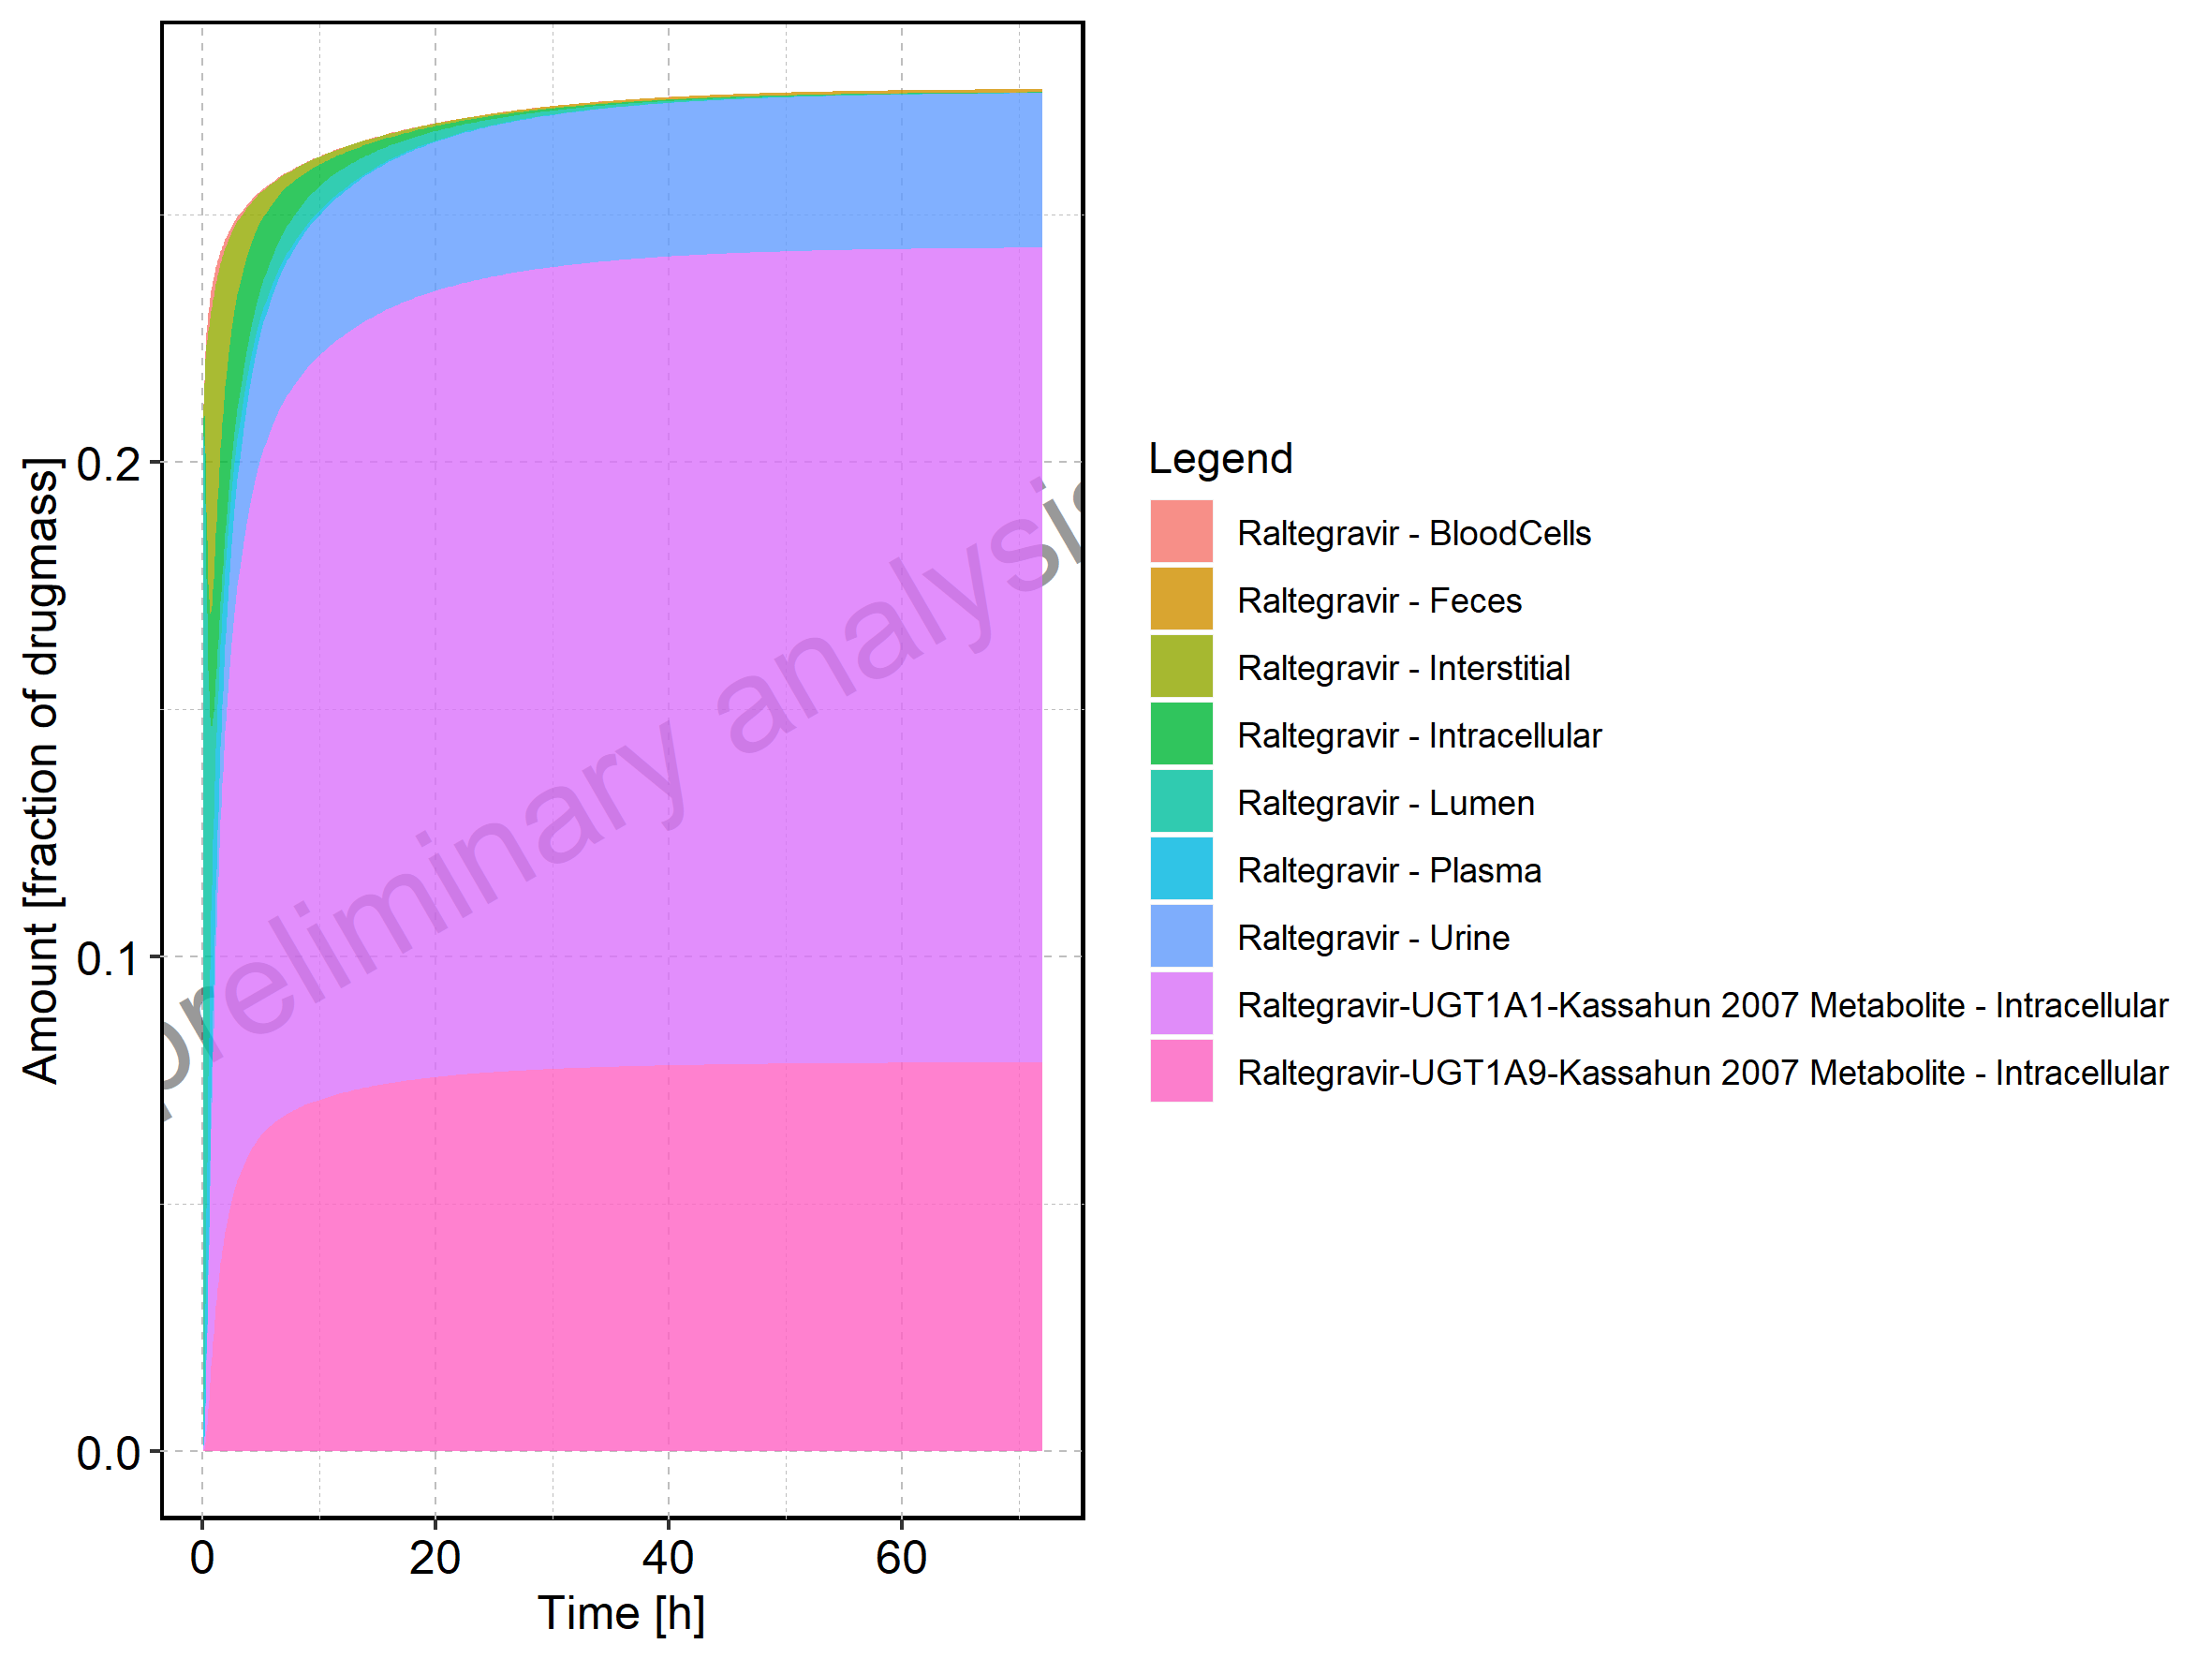 Amount [fraction of drugmass]
0.2
0.1
0.0
0
20
40
60
Time [h]
preliminary analysis
Legend
Raltegravir - BloodCells
Raltegravir - Feces
Raltegravir - Interstitial
Raltegravir - Intracellular
Raltegravir - Lumen
Raltegravir - Plasma
Raltegravir - Urine
Raltegravir-UGT1A1-Kassahun 2007 Metabolite - Intracellular
Raltegravir-UGT1A9-Kassahun 2007 Metabolite - Intracellular